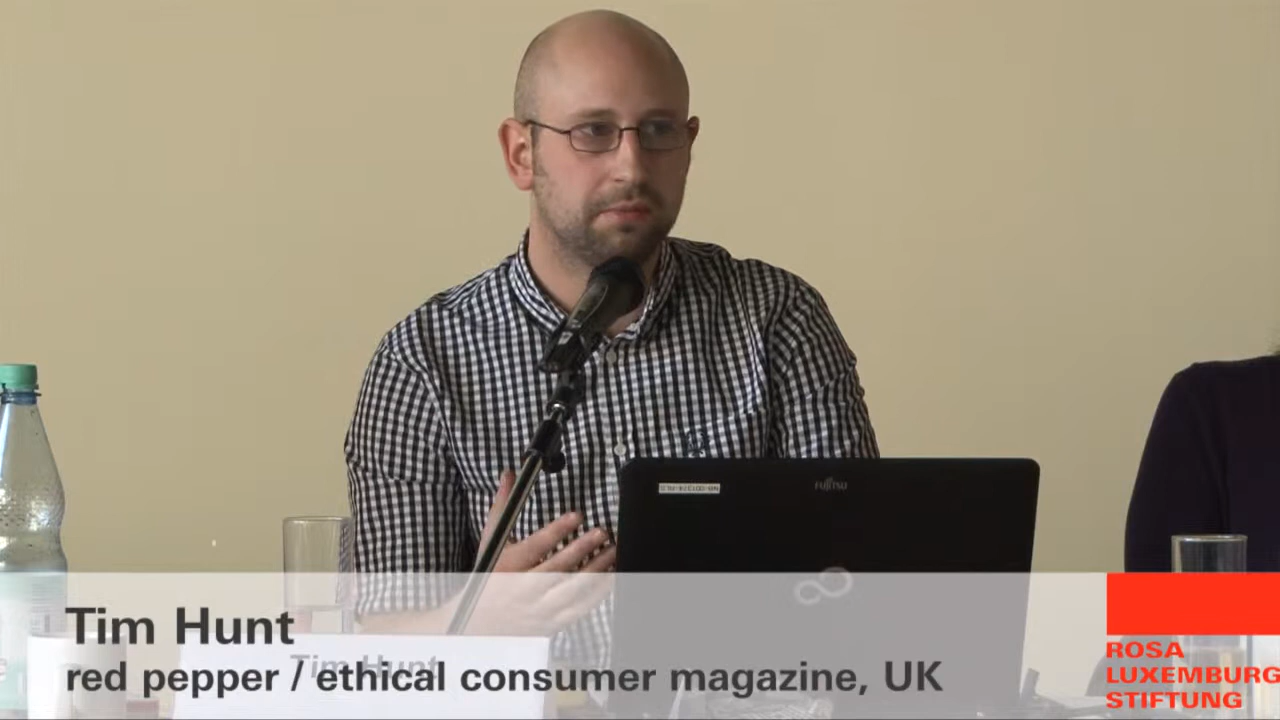 FUJITSU
Tim Hunt
Tim Hunt
red pepper / ethical consumer magazine, UK
ROSA
LUXEMBURG
STIFTUNG